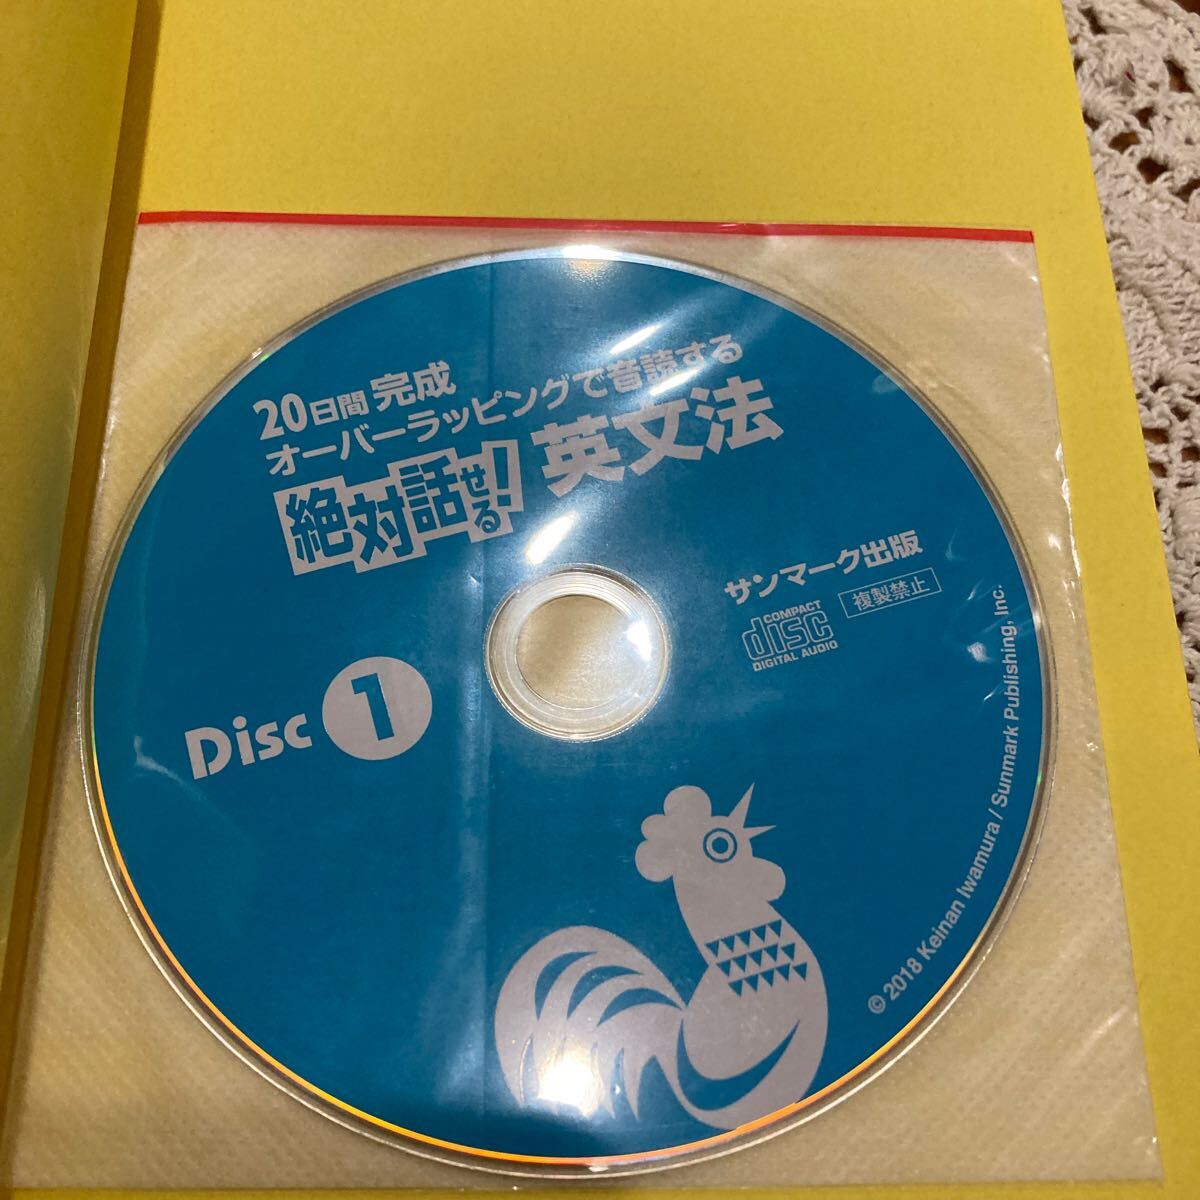 20日間 完成
オーバーラッピングで音読する
絶対話せる! 英文法
サンマーク出版
COMPACT
disc
DIGITAL AUDIO
複製禁止
Disc 1
© 2018 Keinan Iwamura / Sunmark Publishing, Inc.